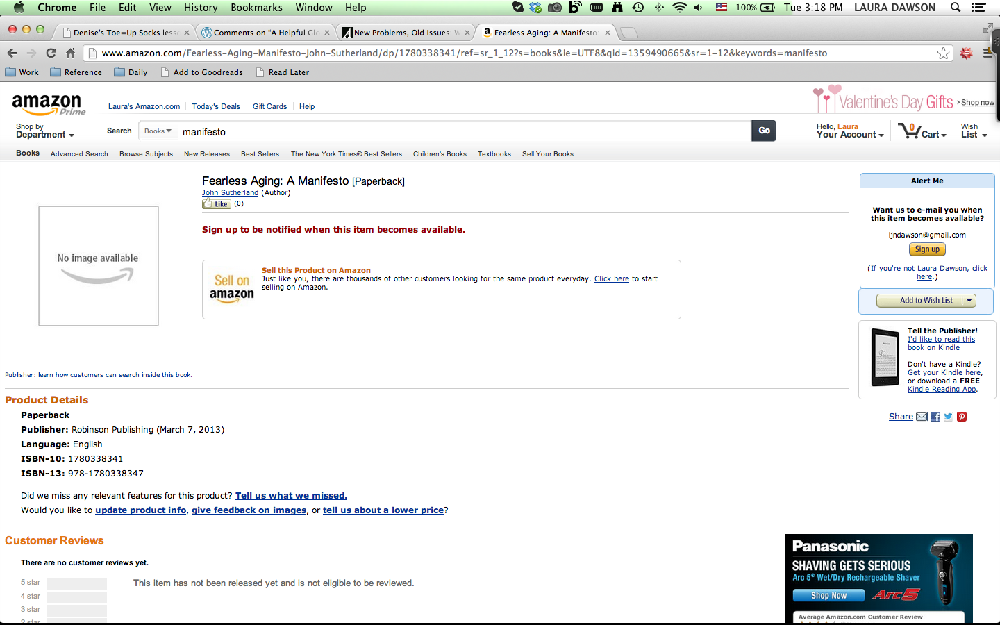 Chrome File Edit View History Bookmarks Window Help 100% Tue 3:18 PM LAURA DAWSON
Denise's Toe=Up Socks less Comments on "A Helpful Glo New Problems, Old Issues: W Fearless Aging: A Manifesto:
www.amazon.com/Fearless-Aging-Manifesto-John-Sutherland/dp/1780338341/ref=sr_1_12?s=books&ie=UTF8&qid=1359490665&sr=1-12&keywords=manifesto
Work Reference Daily Add to Goodreads Read Later
amazon Prime
Laura's Amazon.com Today's Deals Gift Cards Help
Valentine's Day Gifts › Shop now
Shop by Department
Search Books manifesto Go
Hello, Laura
Your Account
0 Cart
Wish List
Books Advanced Search Browse Subjects New Releases Best Sellers The New York Times® Best Sellers Children's Books Textbooks Sell Your Books
No image available
Publisher: learn how customers can search inside this book.
Fearless Aging: A Manifesto [Paperback]
John Sutherland (Author)
Like (0)
Sign up to be notified when this item becomes available.
Sell on amazon
Sell this Product on Amazon
Just like you, there are thousands of other customers looking for the same product everyday. Click here to start
selling on Amazon.
Alert Me
Want us to e-mail you when
this item becomes available?
ljndawson@gmail.com
Sign up
(If you're not Laura Dawson, click
here.)
Add to Wish List
Tell the Publisher!
I'd like to read this
book on Kindle
Don't have a Kindle?
Get your Kindle here,
or download a FREE
Kindle Reading App.
Share
Product Details
Paperback
Publisher: Robinson Publishing (March 7, 2013)
Language: English
ISBN-10: 1780338341
ISBN-13: 978-1780338347
Did we miss any relevant features for this product? Tell us what we missed.
Would you like to update product info, give feedback on images, or tell us about a lower price?
Customer Reviews
There are no customer reviews yet.
5 star
4 star
3 star
2 star
This item has not been released yet and is not eligible to be reviewed.
Panasonic
SHAVING GETS SERIOUS
Arc 5® Wet/Dry Rechargeable Shaver
Shop Now ARC5
Average Amazon.com Customer Review